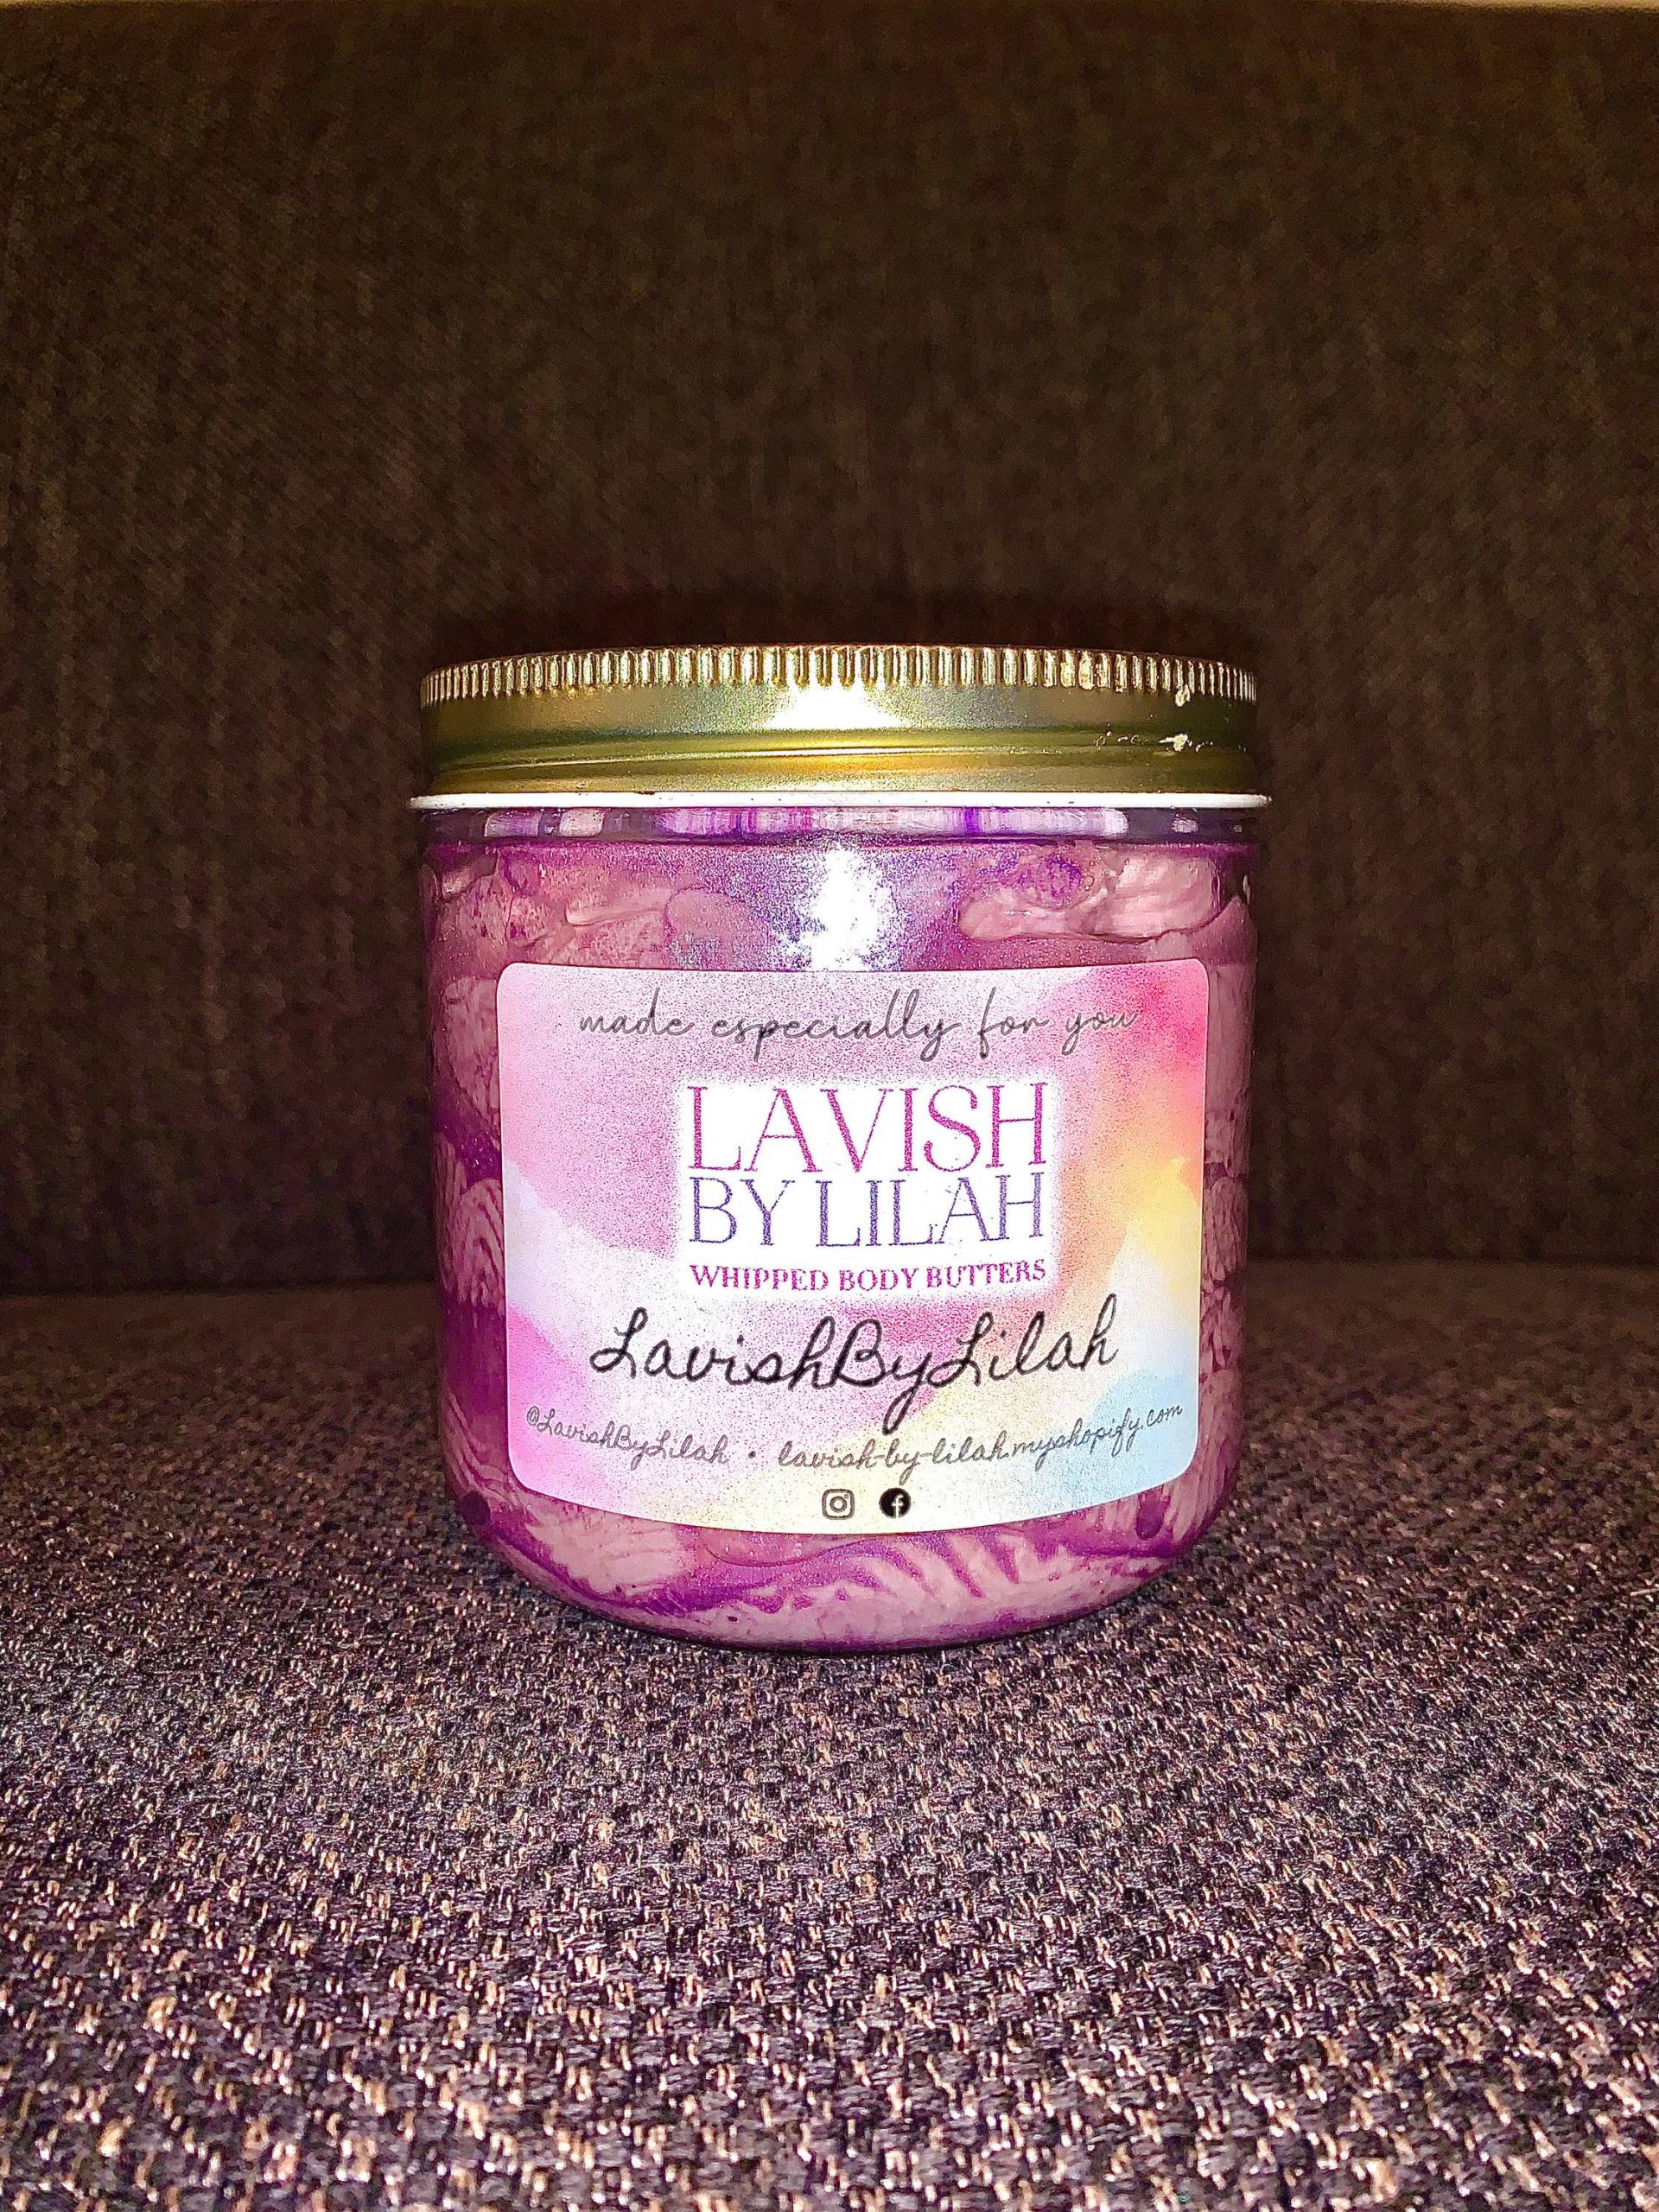 made especially for you
LAVISH
BY LILAH
WHIPPED BODY BUTTERS
LavishByLilah
@LavishByLilah • lavish-by-lilah.myshopify.com